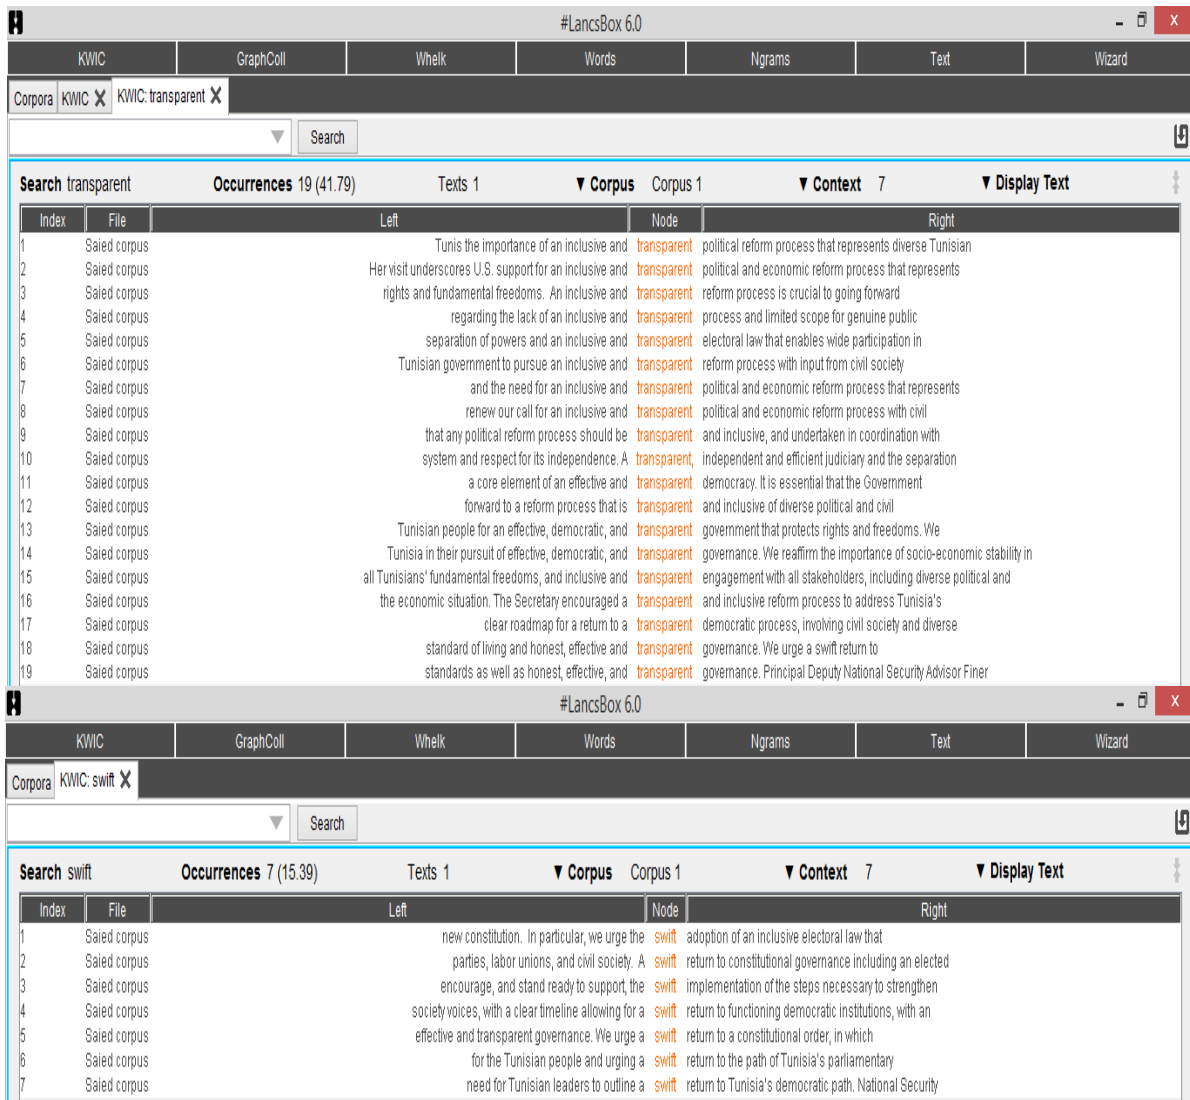 #LancsBox 6.0
KWIC GraphColl Whelk Words Ngrams Text Wizard
Corpora KWIC KWIC: transparent
Search
Search transparent Occurrences 19 (41.79) Texts 1 ▼ Corpus Corpus 1 ▼ Context 7 ▼ Display Text
Index File Left Node Right
1 Saied corpus Tunis the importance of an inclusive and transparent political reform process that represents diverse Tunisian
2 Saied corpus Her visit underscores U.S. support for an inclusive and transparent political and economic reform process that represents
3 Saied corpus rights and fundamental freedoms. An inclusive and transparent reform process is crucial to going forward
4 Saied corpus regarding the lack of an inclusive and transparent process and limited scope for genuine public
5 Saied corpus separation of powers and an inclusive and transparent electoral law that enables wide participation in
6 Saied corpus Tunisian government to pursue an inclusive and transparent reform process with input from civil society
7 Saied corpus and the need for an inclusive and transparent political and economic reform process that represents
8 Saied corpus renew our call for an inclusive and transparent political and economic reform process with civil
9 Saied corpus that any political reform process should be transparent and inclusive, and undertaken in coordination with
10 Saied corpus system and respect for its independence. A transparent, independent and efficient judiciary and the separation
11 Saied corpus a core element of an effective and transparent democracy. It is essential that the Government
12 Saied corpus forward to a reform process that is transparent and inclusive of diverse political and civil
13 Saied corpus Tunisian people for an effective, democratic, and transparent government that protects rights and freedoms. We
14 Saied corpus Tunisia in their pursuit of effective, democratic, and transparent governance. We reaffirm the importance of socio-economic stability in
15 Saied corpus all Tunisians' fundamental freedoms, and inclusive and transparent engagement with all stakeholders, including diverse political and
16 Saied corpus the economic situation. The Secretary encouraged a transparent and inclusive reform process to address Tunisia's
17 Saied corpus clear roadmap for a return to a transparent democratic process, involving civil society and diverse
18 Saied corpus standard of living and honest, effective and transparent governance. We urge a swift return to
19 Saied corpus standards as well as honest, effective, and transparent governance. Principal Deputy National Security Advisor Finer
#LancsBox 6.0
KWIC GraphColl Whelk Words Ngrams Text Wizard
Corpora KWIC: swift
Search
Search swift Occurrences 7 (15.39) Texts 1 ▼ Corpus Corpus 1 ▼ Context 7 ▼ Display Text
Index File Left Node Right
1 Saied corpus new constitution. In particular, we urge the swift adoption of an inclusive electoral law that
2 Saied corpus parties, labor unions, and civil society. A swift return to constitutional governance including an elected
3 Saied corpus encourage, and stand ready to support, the swift implementation of the steps necessary to strengthen
4 Saied corpus society voices, with a clear timeline allowing for a swift return to functioning democratic institutions, with an
5 Saied corpus effective and transparent governance. We urge a swift return to a constitutional order, in which
6 Saied corpus for the Tunisian people and urging a swift return to the path of Tunisia's parliamentary
7 Saied corpus need for Tunisian leaders to outline a swift return to Tunisia's democratic path. National Security